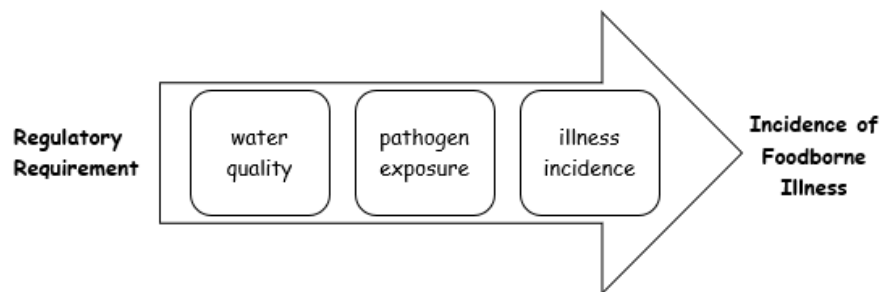 Regulatory
Requirement
water
quality
pathogen
exposure
illness
incidence
Incidence of
Foodborne
Illness